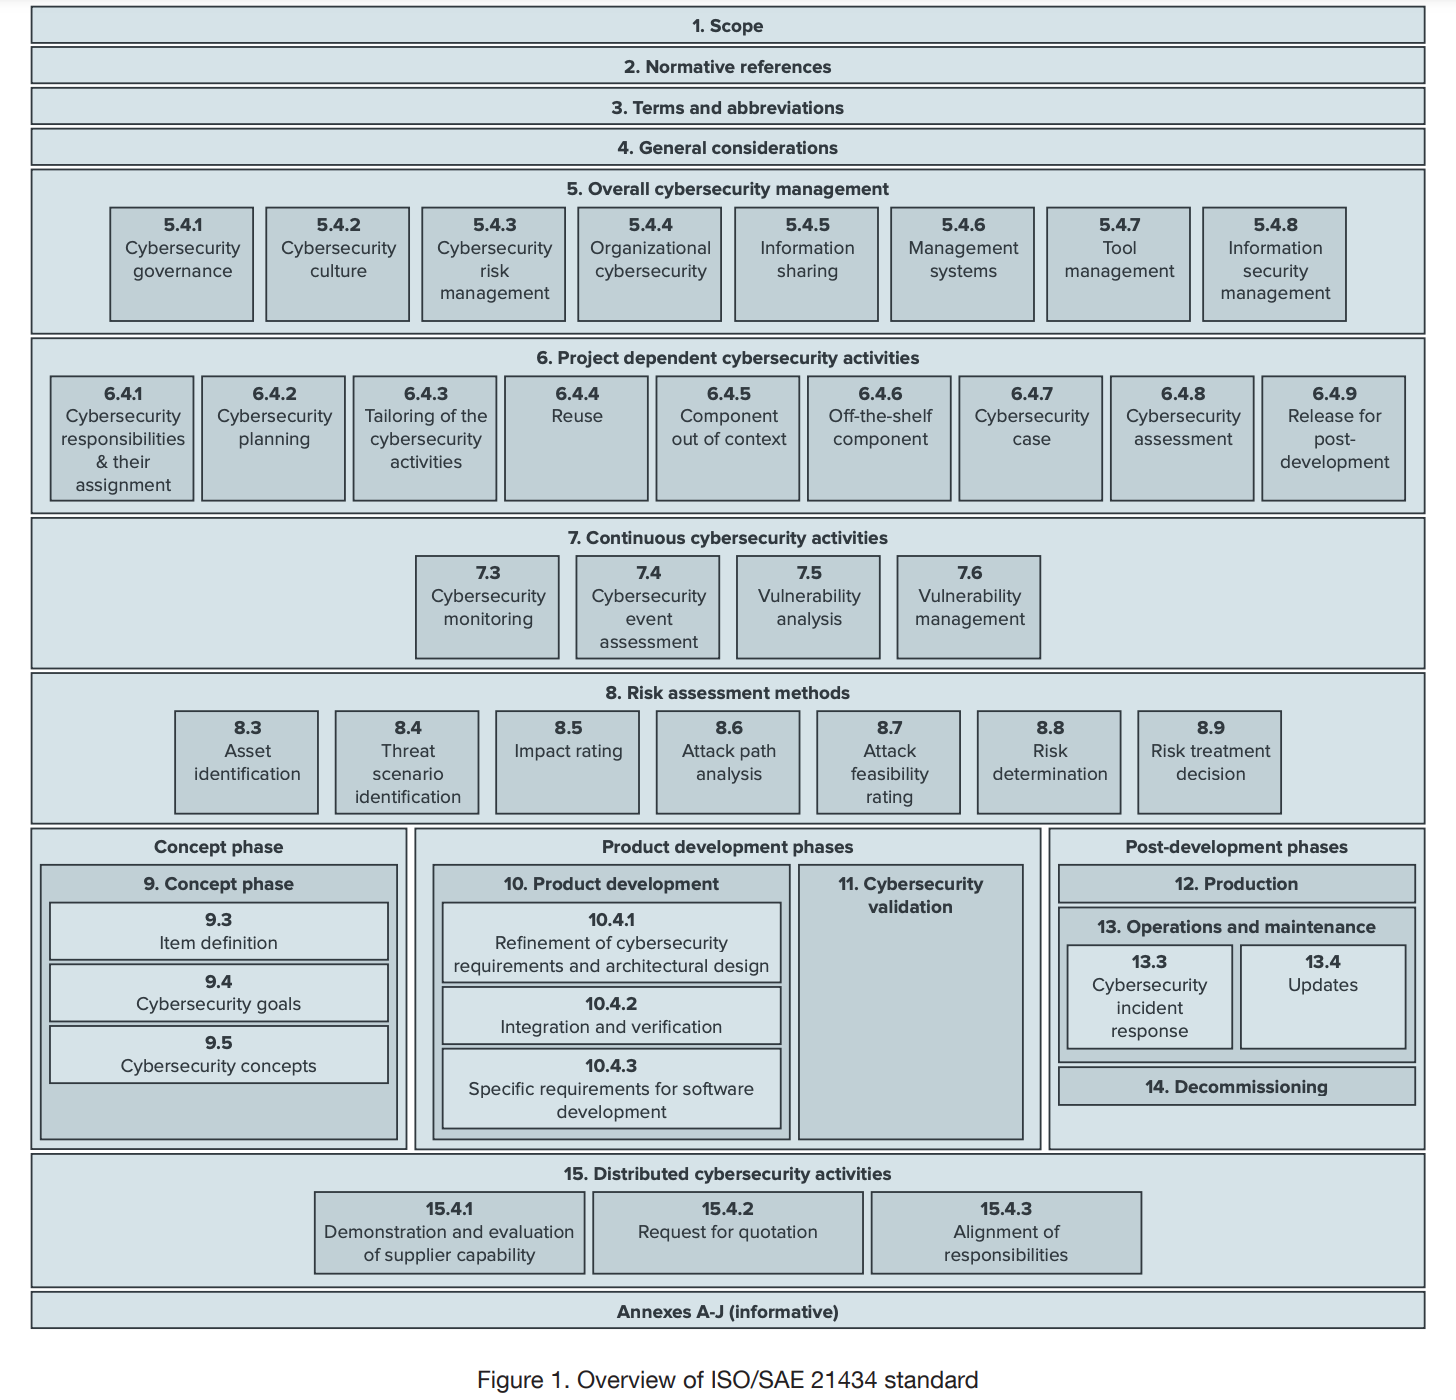 1. Scope
2. Normative references
3. Terms and abbreviations
4. General considerations
5. Overall cybersecurity management
5.4.1
Cybersecurity
governance
5.4.2
Cybersecurity
culture
5.4.3
Cybersecurity
risk
management
5.4.4
Organizational
cybersecurity
5.4.5
Information
sharing
5.4.6
Management
systems
5.4.7
Tool
management
5.4.8
Information
security
management
6. Project dependent cybersecurity activities
6.4.1
Cybersecurity
responsibilities
& their
assignment
6.4.2
Cybersecurity
planning
6.4.3
Tailoring of the
cybersecurity
activities
6.4.4
Reuse
6.4.5
Component
out of context
6.4.6
Off-the-shelf
component
6.4.7
Cybersecurity
case
6.4.8
Cybersecurity
assessment
6.4.9
Release for
post-
development
7. Continuous cybersecurity activities
7.3
Cybersecurity
monitoring
7.4
Cybersecurity
event
assessment
7.5
Vulnerability
analysis
7.6
Vulnerability
management
8. Risk assessment methods
8.3
Asset
identification
8.4
Threat
scenario
identification
8.5
Impact rating
8.6
Attack path
analysis
8.7
Attack
feasibility
rating
8.8
Risk
determination
8.9
Risk treatment
decision
Concept phase
9. Concept phase
9.3
Item definition
9.4
Cybersecurity goals
9.5
Cybersecurity concepts
Product development phases
10. Product development
10.4.1
Refinement of cybersecurity
requirements and architectural design
10.4.2
Integration and verification
10.4.3
Specific requirements for software
development
11. Cybersecurity
validation
Post-development phases
12. Production
13. Operations and maintenance
13.3
Cybersecurity
incident
response
13.4
Updates
14. Decommissioning
15. Distributed cybersecurity activities
15.4.1
Demonstration and evaluation
of supplier capability
15.4.2
Request for quotation
15.4.3
Alignment of
responsibilities
Annexes A-J (informative)
Figure 1. Overview of ISO/SAE 21434 standard